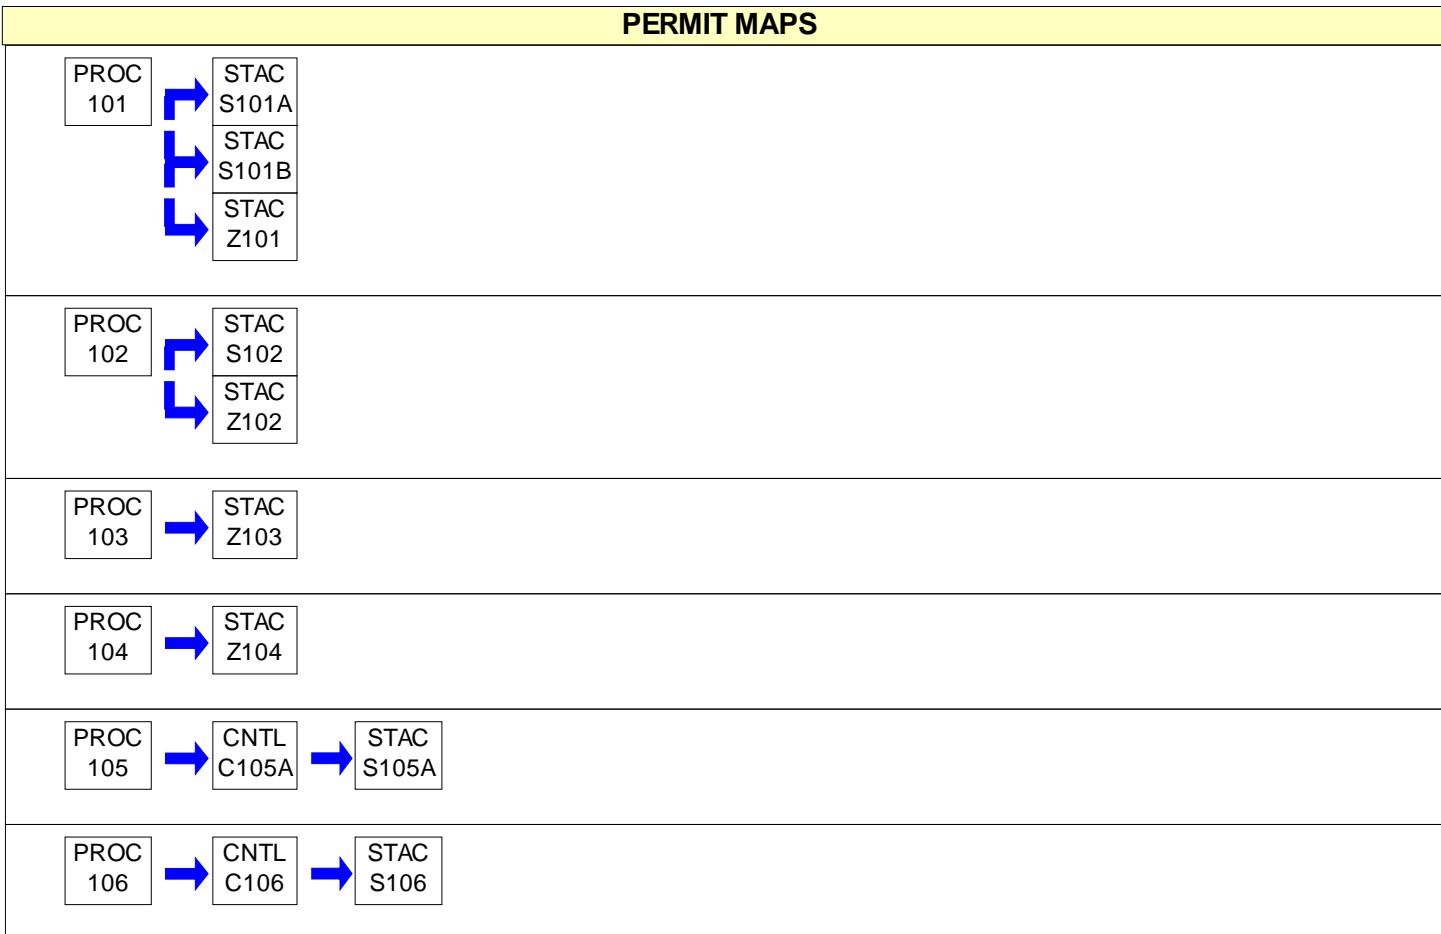 PERMIT MAPS
PROC
101
STAC
S101A
STAC
S101B
STAC
Z101
PROC
102
STAC
S102
STAC
Z102
PROC
103
STAC
Z103
PROC
104
STAC
Z104
PROC
105
CNTL
C105A
STAC
S105A
PROC
106
CNTL
C106
STAC
S106